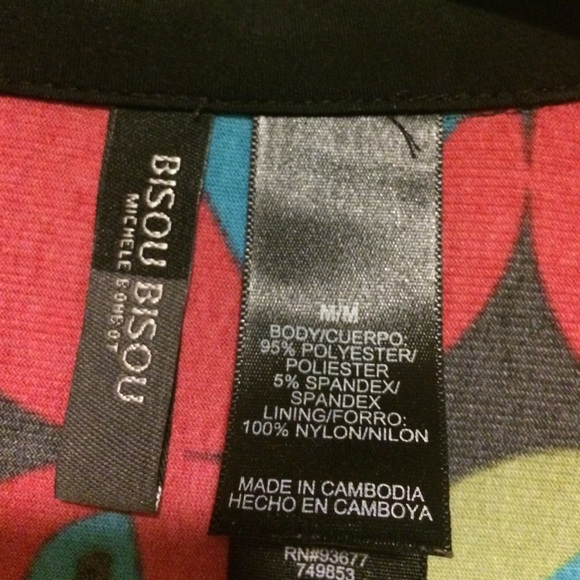 BISOU BISOU
MICHELE BOHBOT
M/M
BODY/CUERPO:
95% POLYESTER/
POLIESTER
5% SPANDEX/
SPANDEX
LINING/FORRO:
100% NYLON/NILON
MADE IN CAMBODIA
HECHO EN CAMBOYA
RN#93677
749853